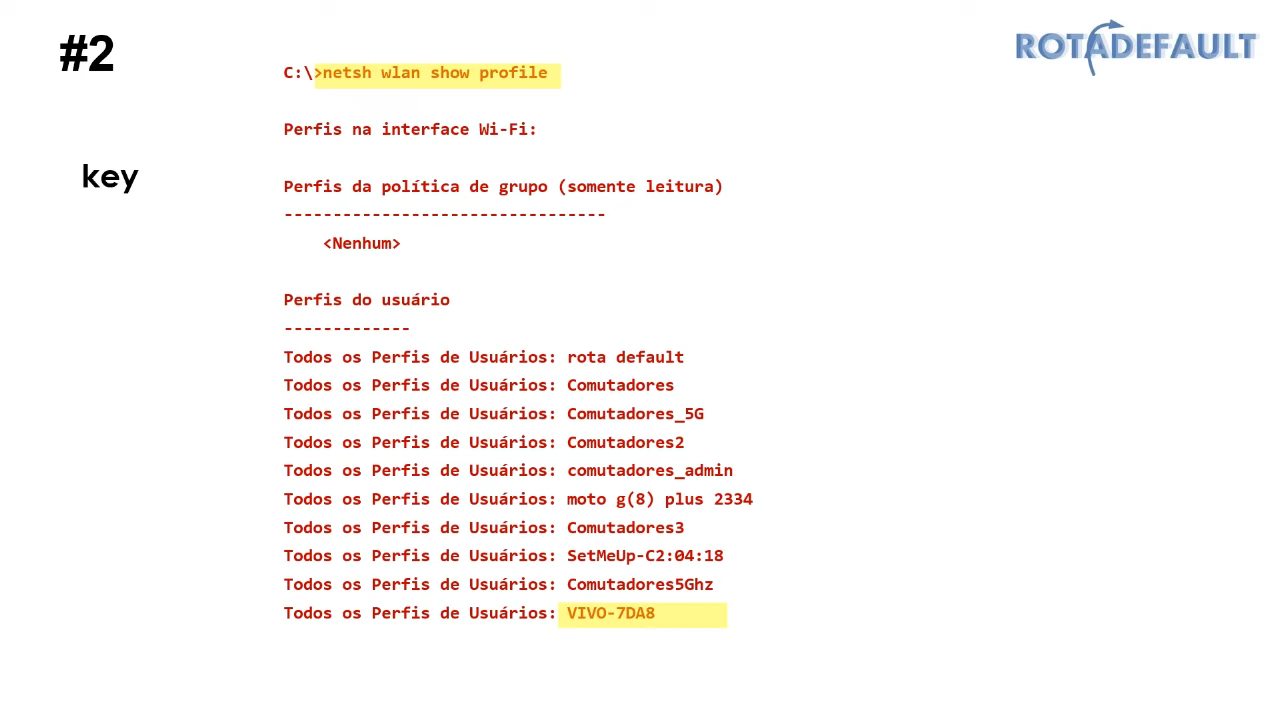 #2
ROTADEFAULT
C:\>netsh wlan show profile
key
Perfis na interface Wi-Fi:
Perfis da política de grupo (somente leitura)
---------------------------------
<Nenhum>
Perfis do usuário
-------------
Todos os Perfis de Usuários: rota default
Todos os Perfis de Usuários: Comutadores
Todos os Perfis de Usuários: Comutadores_5G
Todos os Perfis de Usuários: Comutadores2
Todos os Perfis de Usuários: comutadores_admin
Todos os Perfis de Usuários: moto g(8) plus 2334
Todos os Perfis de Usuários: Comutadores3
Todos os Perfis de Usuários: SetMeUp-C2:04:18
Todos os Perfis de Usuários: Comutadores5Ghz
Todos os Perfis de Usuários: VIVO-7DA8